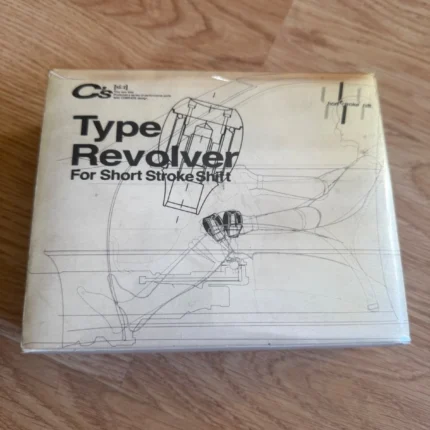 C's
Type
Revolver
For Short Stroke Shift